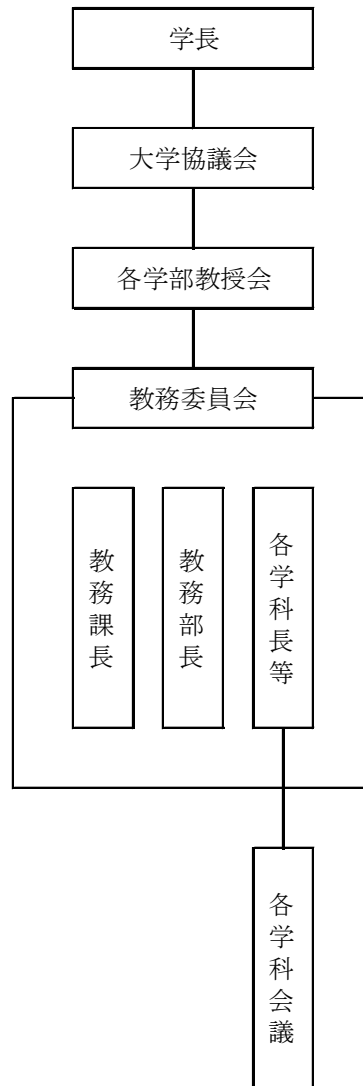 学長
大学協議会
各学部教授会
教務委員会
教務課長
教務部長
各学科長等
各学科会議